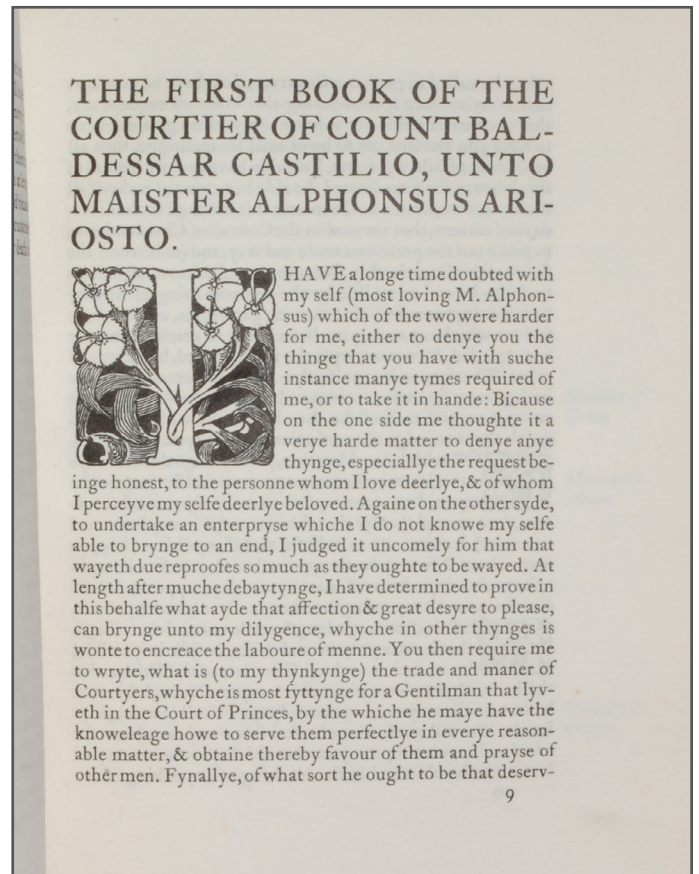 THE FIRST BOOK OF THE
COURTIER OF COUNT BAL-
DESSAR CASTILIO, UNTO
MAISTER ALPHONSUS ARI-
OSTO.
I HAVE a longe time doubted with
my self (most loving M. Alphon-
sus) which of the two were harder
for me, either to denye you the
thinge that you have with suche
instance manye tymes required of
me, or to take it in hande: Bicause
on the one side me thoughte it a
verye harde matter to denye anye
thynge, especiallye the request be-
inge honest, to the personne whom I love deerlye, & of whom
I perceyve my selfe deerlye beloved. Againe on the other syde,
to undertake an enterpryse whiche I do not knowe my selfe
able to brynge to an end, I judged it uncomely for him that
wayeth due reproofes so much as they oughte to be wayed. At
length after muche debaytynge, I have determined to prove in
this behalfe what ayde that affection & great desyre to please,
can brynge unto my dilygence, whyche in other thynges is
wonte to encreace the laboure of menne. You then require me
to wryte, what is (to my thynkynge) the trade and maner of
Courtyers, whyche is most fyttynge for a Gentilman that lyv-
eth in the Court of Princes, by the whiche he maye have the
knoweleage howe to serve them perfectlye in everye reason-
able matter, & obtaine thereby favour of them and prayse of
other men. Fynallye, of what sort he ought to be that deserv-
9